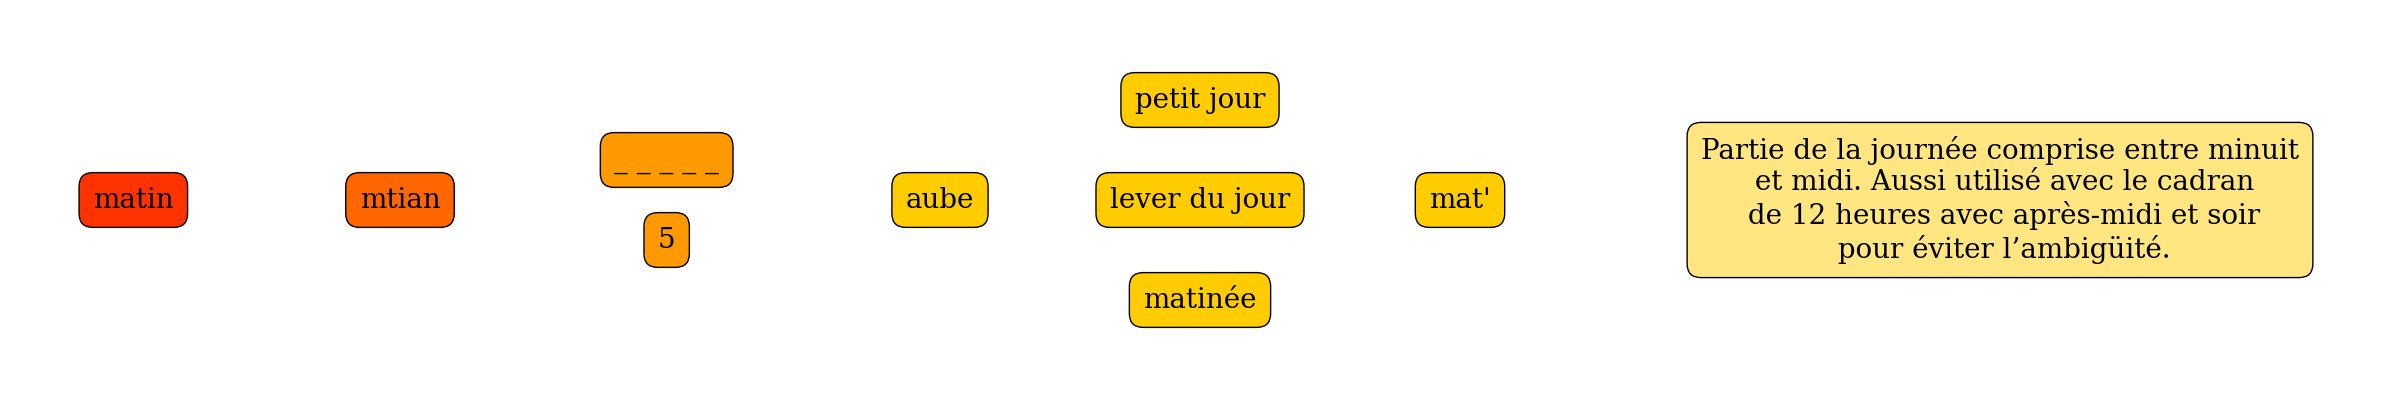 matin
mtian
_ _ _ _ _
5
aube
petit jour
lever du jour
matinée
mat'
Partie de la journée comprise entre minuit
et midi. Aussi utilisé avec le cadran
de 12 heures avec après-midi et soir
pour éviter l’ambigüité.